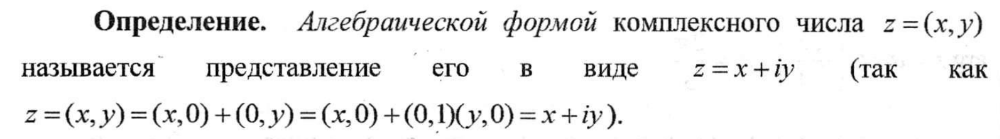 Определение. Алгебраической формой комплексного числа z = (x, y)
называется представление его в виде z = x + iy (так как
z = (x, y) = (x,0) + (0, y) = (x,0) + (0,1)(y,0) = x + iy ).